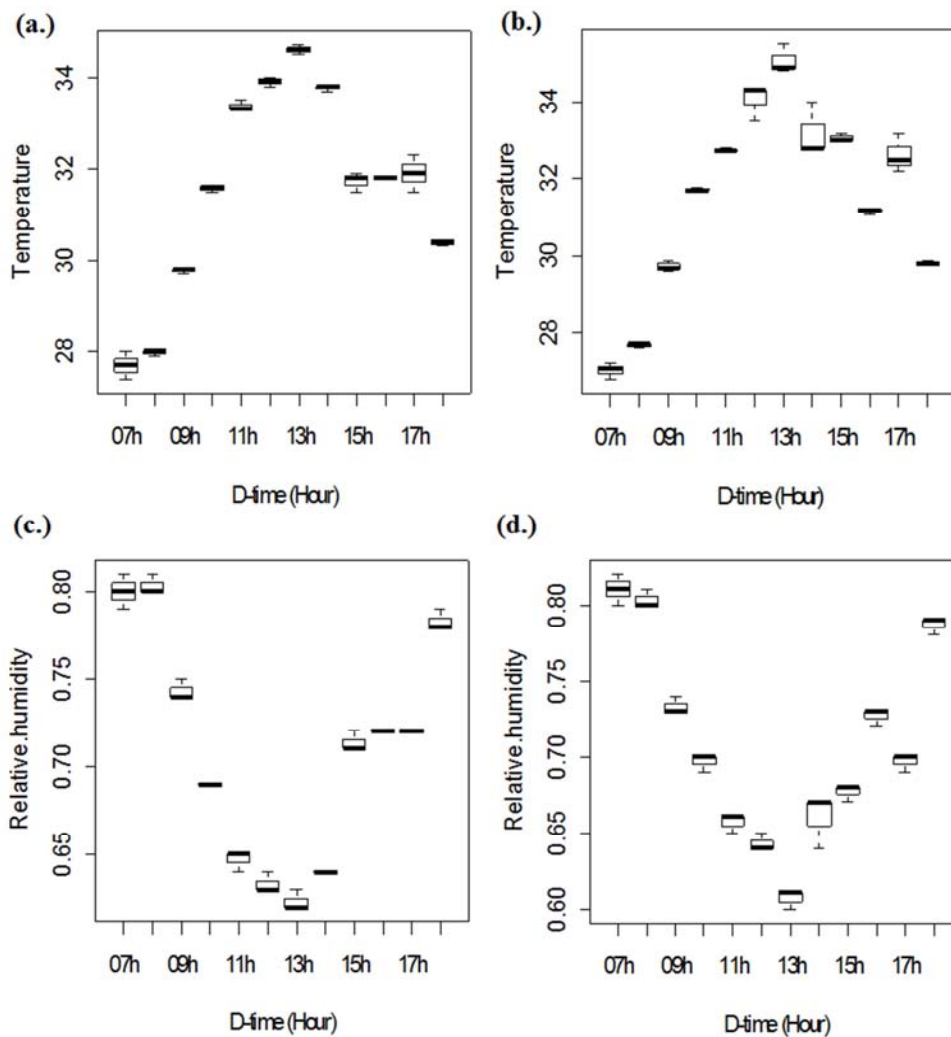 (a.)
Temperature
34
32
30
28
07h 09h 11h 13h 15h 17h
D-time (Hour)
(b.)
Temperature
34
32
30
28
07h 09h 11h 13h 15h 17h
D-time (Hour)
(c.)
Relative.humidity
0.80
0.75
0.70
0.65
07h 09h 11h 13h 15h 17h
D-time (Hour)
(d.)
Relative.humidity
0.80
0.75
0.70
0.65
0.60
07h 09h 11h 13h 15h 17h
D-time (Hour)